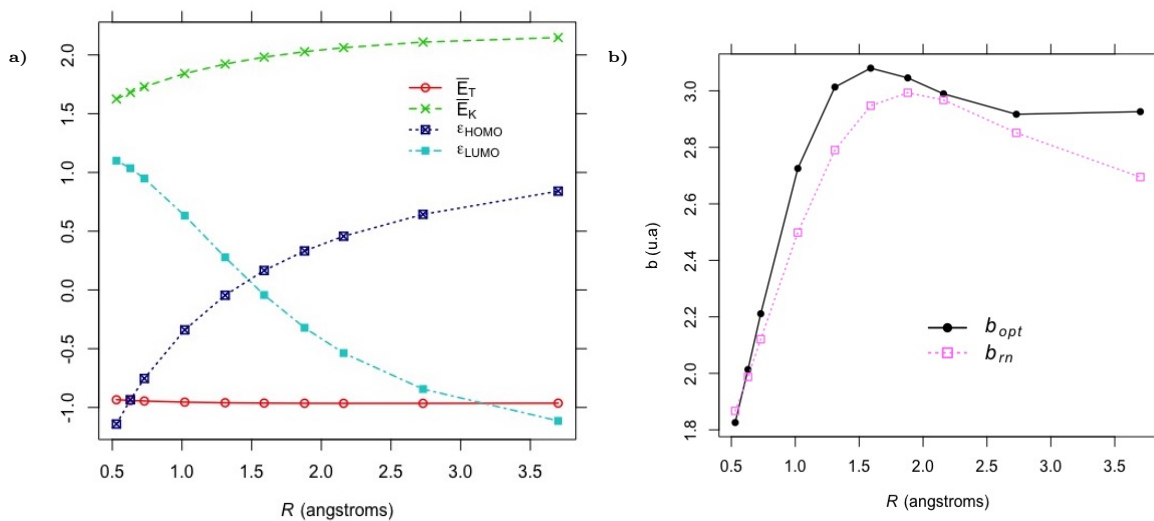 a)
2.0
1.5
1.0
0.5
0.0
-0.5
-1.0
E̅_T
E̅_K
ε_HOMO
ε_LUMO
0.5 1.0 1.5 2.0 2.5 3.0 3.5
R (angstroms)
b)
3.0
2.8
2.6
2.4
2.2
2.0
1.8
b (u.a)
b_opt
b_rn
0.5 1.0 1.5 2.0 2.5 3.0 3.5
R (angstroms)